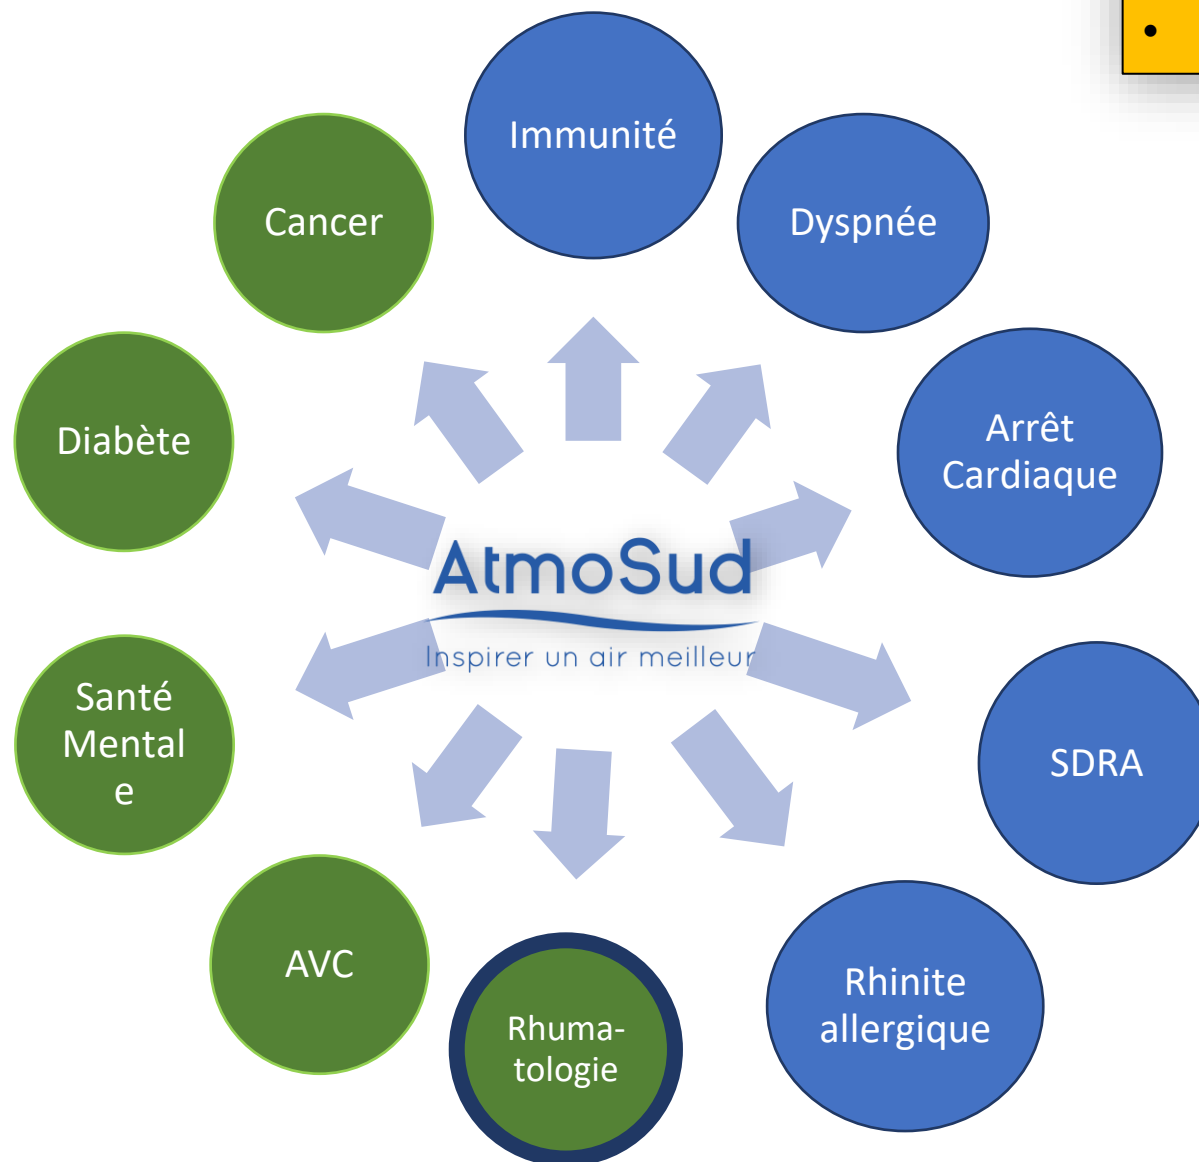 •
Immunité
Cancer
Dyspnée
Diabète
Arrêt
Cardiaque
AtmoSud
Inspirer un air meilleur
Santé
Mental
e
SDRA
AVC
Rhuma-
tologie
Rhinite
allergique